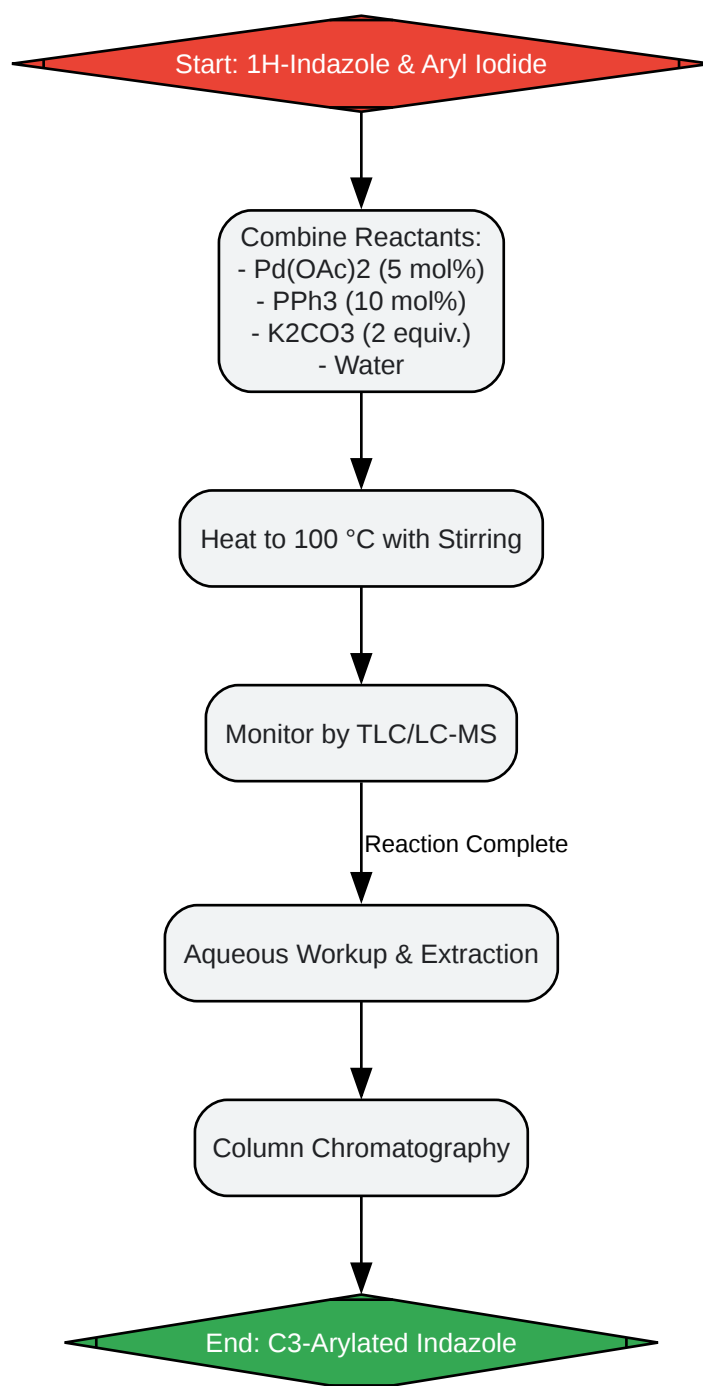 Start: 1H-Indazole & Aryl Iodide
Combine Reactants:
- Pd(OAc)2 (5 mol%)
- PPh3 (10 mol%)
- K2CO3 (2 equiv.)
- Water
Heat to 100 °C with Stirring
Monitor by TLC/LC-MS
Reaction Complete
Aqueous Workup & Extraction
Column Chromatography
End: C3-Arylated Indazole